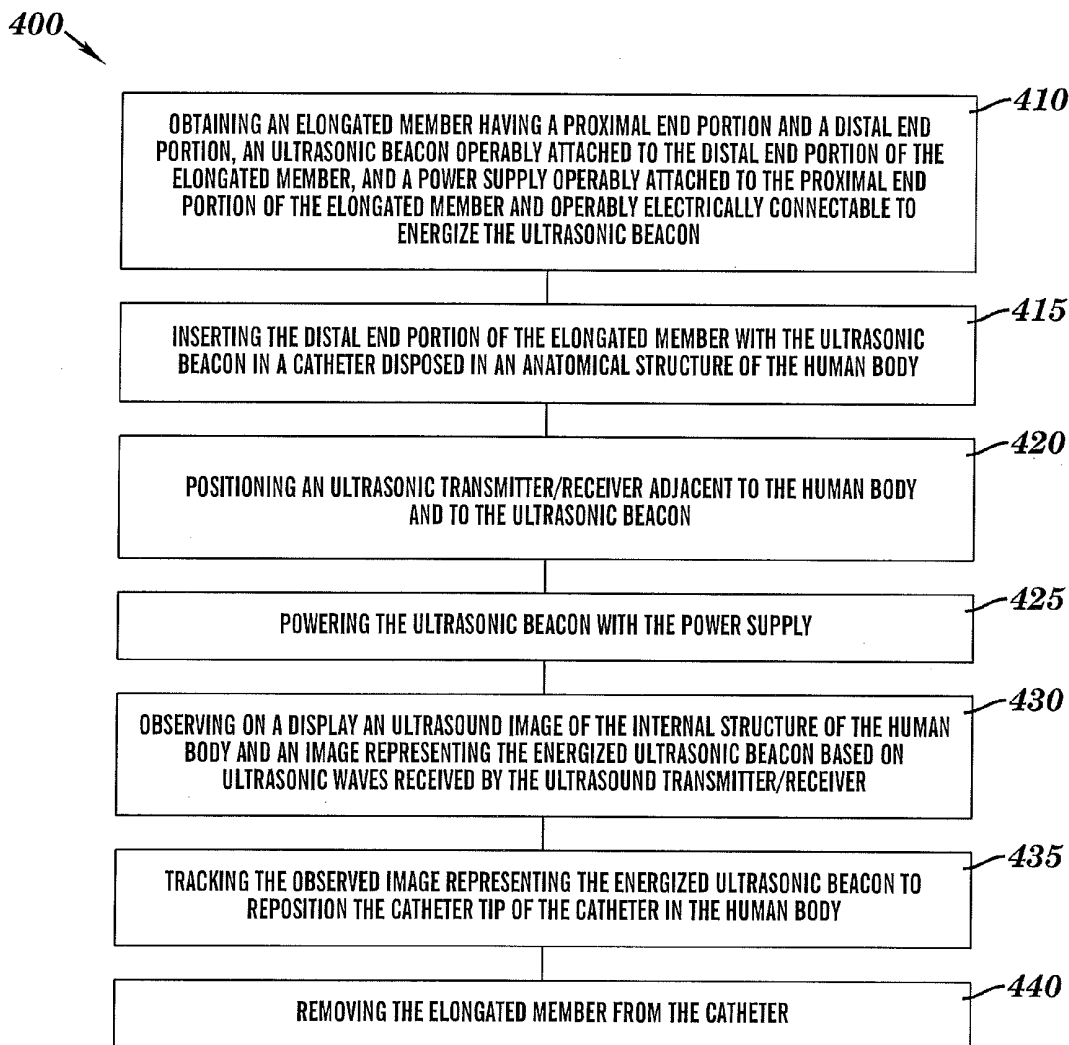 400
410
OBTAINING AN ELONGATED MEMBER HAVING A PROXIMAL END PORTION AND A DISTAL END
PORTION, AN ULTRASONIC BEACON OPERABLY ATTACHED TO THE DISTAL END PORTION OF THE
ELONGATED MEMBER, AND A POWER SUPPLY OPERABLY ATTACHED TO THE PROXIMAL END
PORTION OF THE ELONGATED MEMBER AND OPERABLY ELECTRICALLY CONNECTABLE TO
ENERGIZE THE ULTRASONIC BEACON
415
INSERTING THE DISTAL END PORTION OF THE ELONGATED MEMBER WITH THE ULTRASONIC
BEACON IN A CATHETER DISPOSED IN AN ANATOMICAL STRUCTURE OF THE HUMAN BODY
420
POSITIONING AN ULTRASONIC TRANSMITTER/RECEIVER ADJACENT TO THE HUMAN BODY
AND TO THE ULTRASONIC BEACON
425
POWERING THE ULTRASONIC BEACON WITH THE POWER SUPPLY
430
OBSERVING ON A DISPLAY AN ULTRASOUND IMAGE OF THE INTERNAL STRUCTURE OF THE HUMAN
BODY AND AN IMAGE REPRESENTING THE ENERGIZED ULTRASONIC BEACON BASED ON
ULTRASONIC WAVES RECEIVED BY THE ULTRASOUND TRANSMITTER/RECEIVER
435
TRACKING THE OBSERVED IMAGE REPRESENTING THE ENERGIZED ULTRASONIC BEACON TO
REPOSITION THE CATHETER TIP OF THE CATHETER IN THE HUMAN BODY
440
REMOVING THE ELONGATED MEMBER FROM THE CATHETER